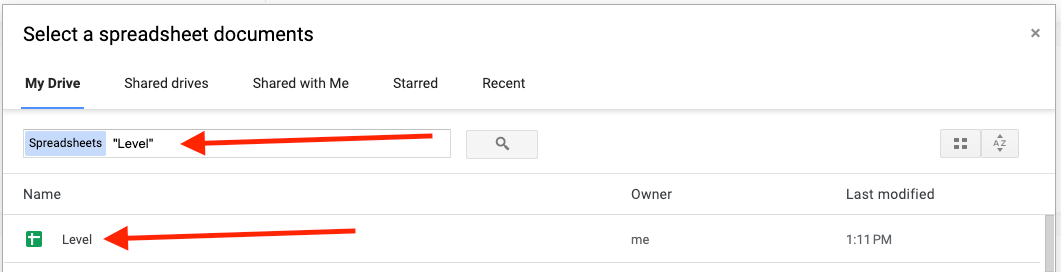 Select a spreadsheet documents ×
My Drive Shared drives Shared with Me Starred Recent
Spreadsheets "Level" AZ
Name Owner Last modified
Level me 1:11 PM